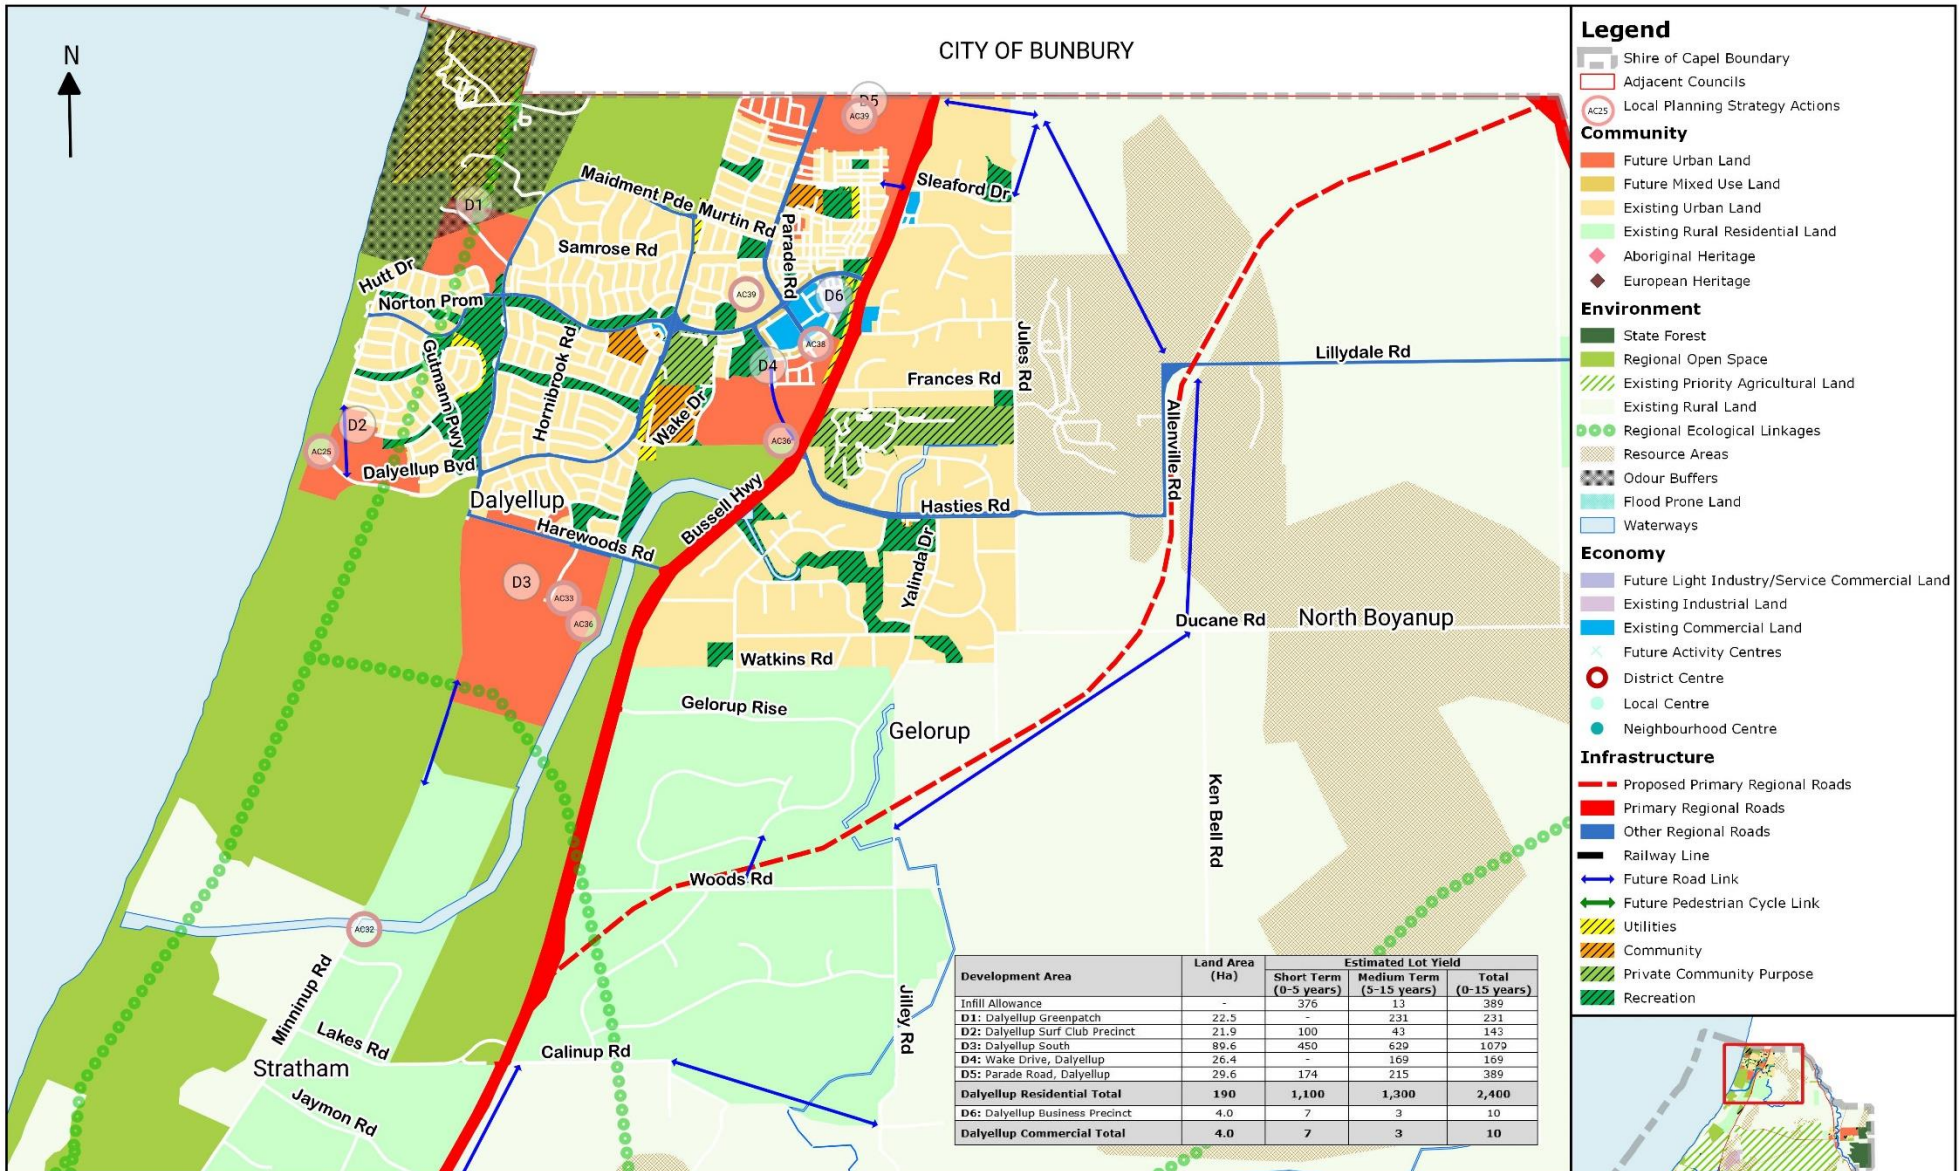 N
CITY OF BUNBURY
D5
AC39
Sleaford Dr
D1
Maidment Pde
Murtin Rd
Parade Rd
Samrose Rd
Hutt Dr
Norton Prom
AC39
D6
AC38
D4
Jules Rd
Lillydale Rd
Gutmann Pwy
Hornibrook Rd
Frances Rd
Wake Dr
Allenville Rd
D2
AC25
AC36
Dalyellup Bvd
Dalyellup
Bussell Hwy
Hasties Rd
Harewoods Rd
Yalinda Dr
D3
AC33
AC36
Ducane Rd
North Boyanup
Watkins Rd
Gelorup Rise
Gelorup
Ken Bell Rd
Woods Rd
AC32
Minninup Rd
Jilley Rd
Lakes Rd
Calinup Rd
Stratham
Jaymon Rd
Development Area Land Area (Ha) Estimated Lot Yield
Short Term (0-5 years) Medium Term (5-15 years) Total (0-15 years)
Infill Allowance - 376 13 389
D1: Dalyellup Greenpatch 22.5 - 231 231
D2: Dalyellup Surf Club Precinct 21.9 100 43 143
D3: Dalyellup South 89.6 450 629 1079
D4: Wake Drive, Dalyellup 26.4 - 169 169
D5: Parade Road, Dalyellup 29.6 174 215 389
Dalyellup Residential Total 190 1,100 1,300 2,400
D6: Dalyellup Business Precinct 4.0 7 3 10
Dalyellup Commercial Total 4.0 7 3 10
Legend
Shire of Capel Boundary
Adjacent Councils
AC25 Local Planning Strategy Actions
Community
Future Urban Land
Future Mixed Use Land
Existing Urban Land
Existing Rural Residential Land
Aboriginal Heritage
European Heritage
Environment
State Forest
Regional Open Space
Existing Priority Agricultural Land
Existing Rural Land
Regional Ecological Linkages
Resource Areas
Odour Buffers
Flood Prone Land
Waterways
Economy
Future Light Industry/Service Commercial Land
Existing Industrial Land
Existing Commercial Land
Future Activity Centres
District Centre
Local Centre
Neighbourhood Centre
Infrastructure
Proposed Primary Regional Roads
Primary Regional Roads
Other Regional Roads
Railway Line
Future Road Link
Future Pedestrian Cycle Link
Utilities
Community
Private Community Purpose
Recreation